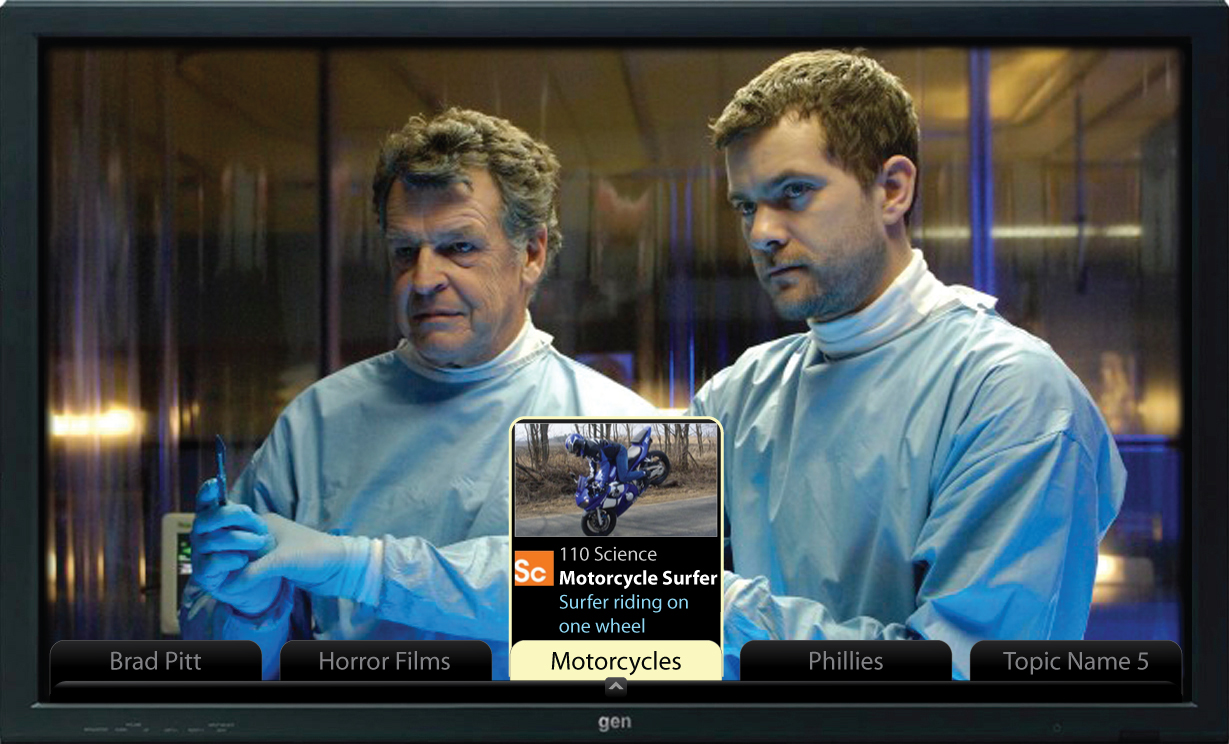 Sc
110 Science
Motorcycle Surfer
Surfer riding on
one wheel
Brad Pitt
Horror Films
Motorcycles
Phillies
Topic Name 5
gen